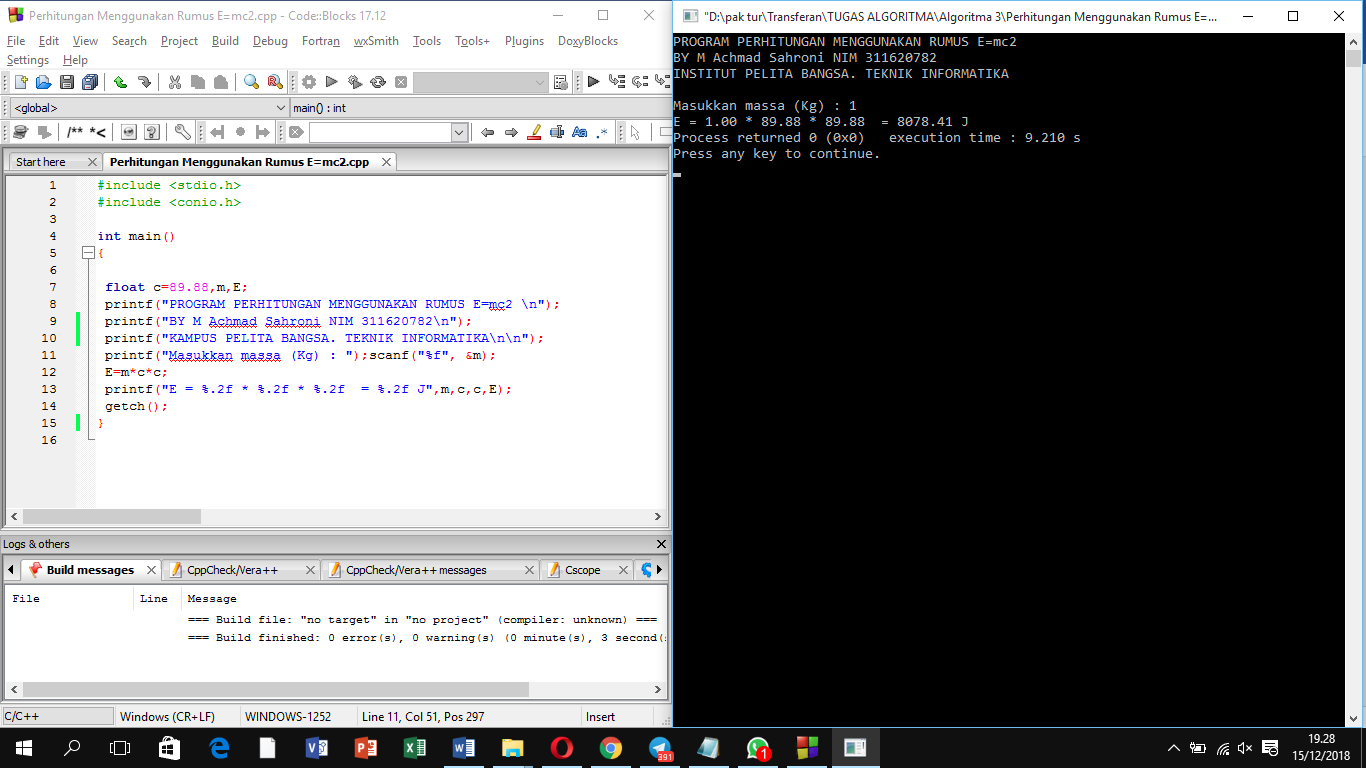 Perhitungan Menggunakan Rumus E=mc2.cpp - Code::Blocks 17.12
File Edit View Search Project Build Debug Fortran wxSmith Tools Tools+ Plugins DoxyBlocks
Settings Help
<global> main() : int
/** *<
Aa .*
Start here Perhitungan Menggunakan Rumus E=mc2.cpp
1 #include <stdio.h>
2 #include <conio.h>
3
4 int main()
5 {
6
7 float c=89.88,m,E;
8 printf("PROGRAM PERHITUNGAN MENGGUNAKAN RUMUS E=mc2 \n");
9 printf("BY M Achmad Sahroni NIM 311620782\n");
10 printf("KAMPUS PELITA BANGSA. TEKNIK INFORMATIKA\n\n");
11 printf("Masukkan massa (Kg) : ");scanf("%f", &m);
12 E=m*c*c;
13 printf("E = %.2f * %.2f * %.2f  = %.2f J",m,c,c,E);
14 getch();
15 }
16
Logs & others
Build messages CppCheck/Vera++ CppCheck/Vera++ messages Cscope
File Line Message
=== Build file: "no target" in "no project" (compiler: unknown) ===
=== Build finished: 0 error(s), 0 warning(s) (0 minute(s), 3 second(s
C/C++ Windows (CR+LF) WINDOWS-1252 Line 11, Col 51, Pos 297 Insert
"D:\pak tur\Transferan\TUGAS ALGORITMA\Algoritma 3\Perhitungan Menggunakan Rumus E=...
PROGRAM PERHITUNGAN MENGGUNAKAN RUMUS E=mc2
BY M Achmad Sahroni NIM 311620782
INSTITUT PELITA BANGSA. TEKNIK INFORMATIKA
Masukkan massa (Kg) : 1
E = 1.00 * 89.88 * 89.88  = 8078.41 J
Process returned 0 (0x0)   execution time : 9.210 s
Press any key to continue.
391
1
19.28
15/12/2018